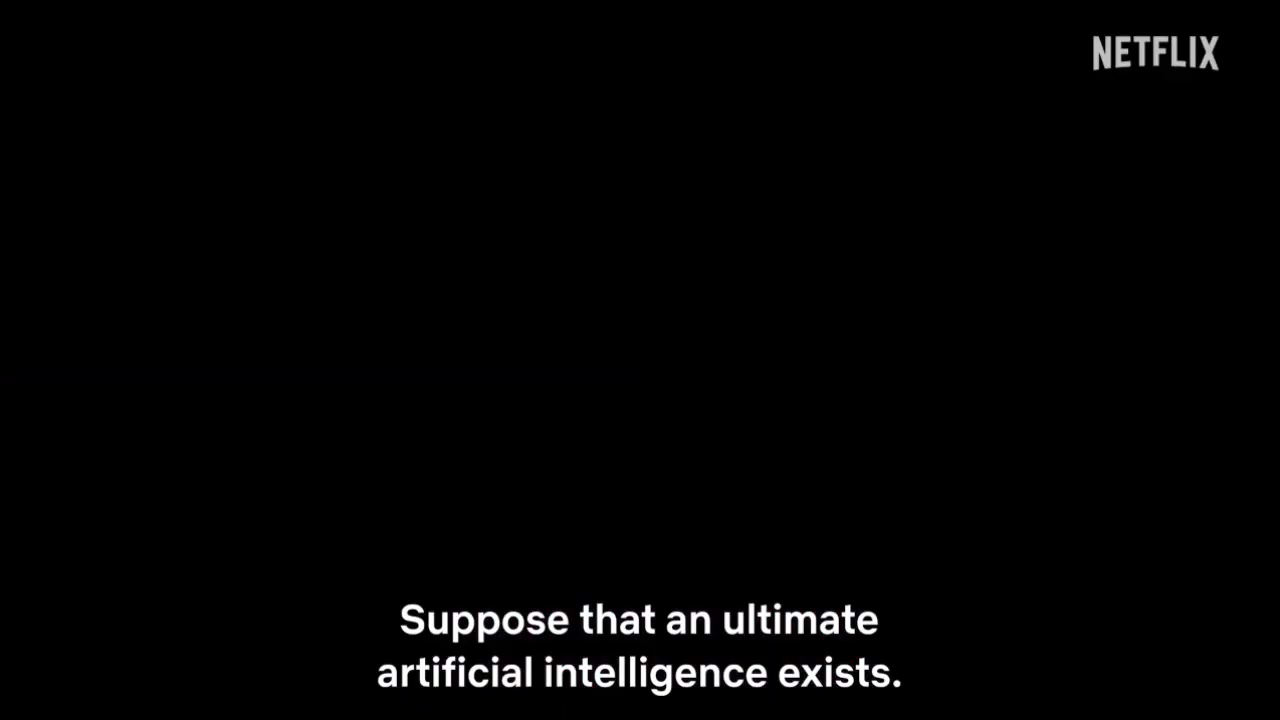 NETFLIX
Suppose that an ultimate
artificial intelligence exists.